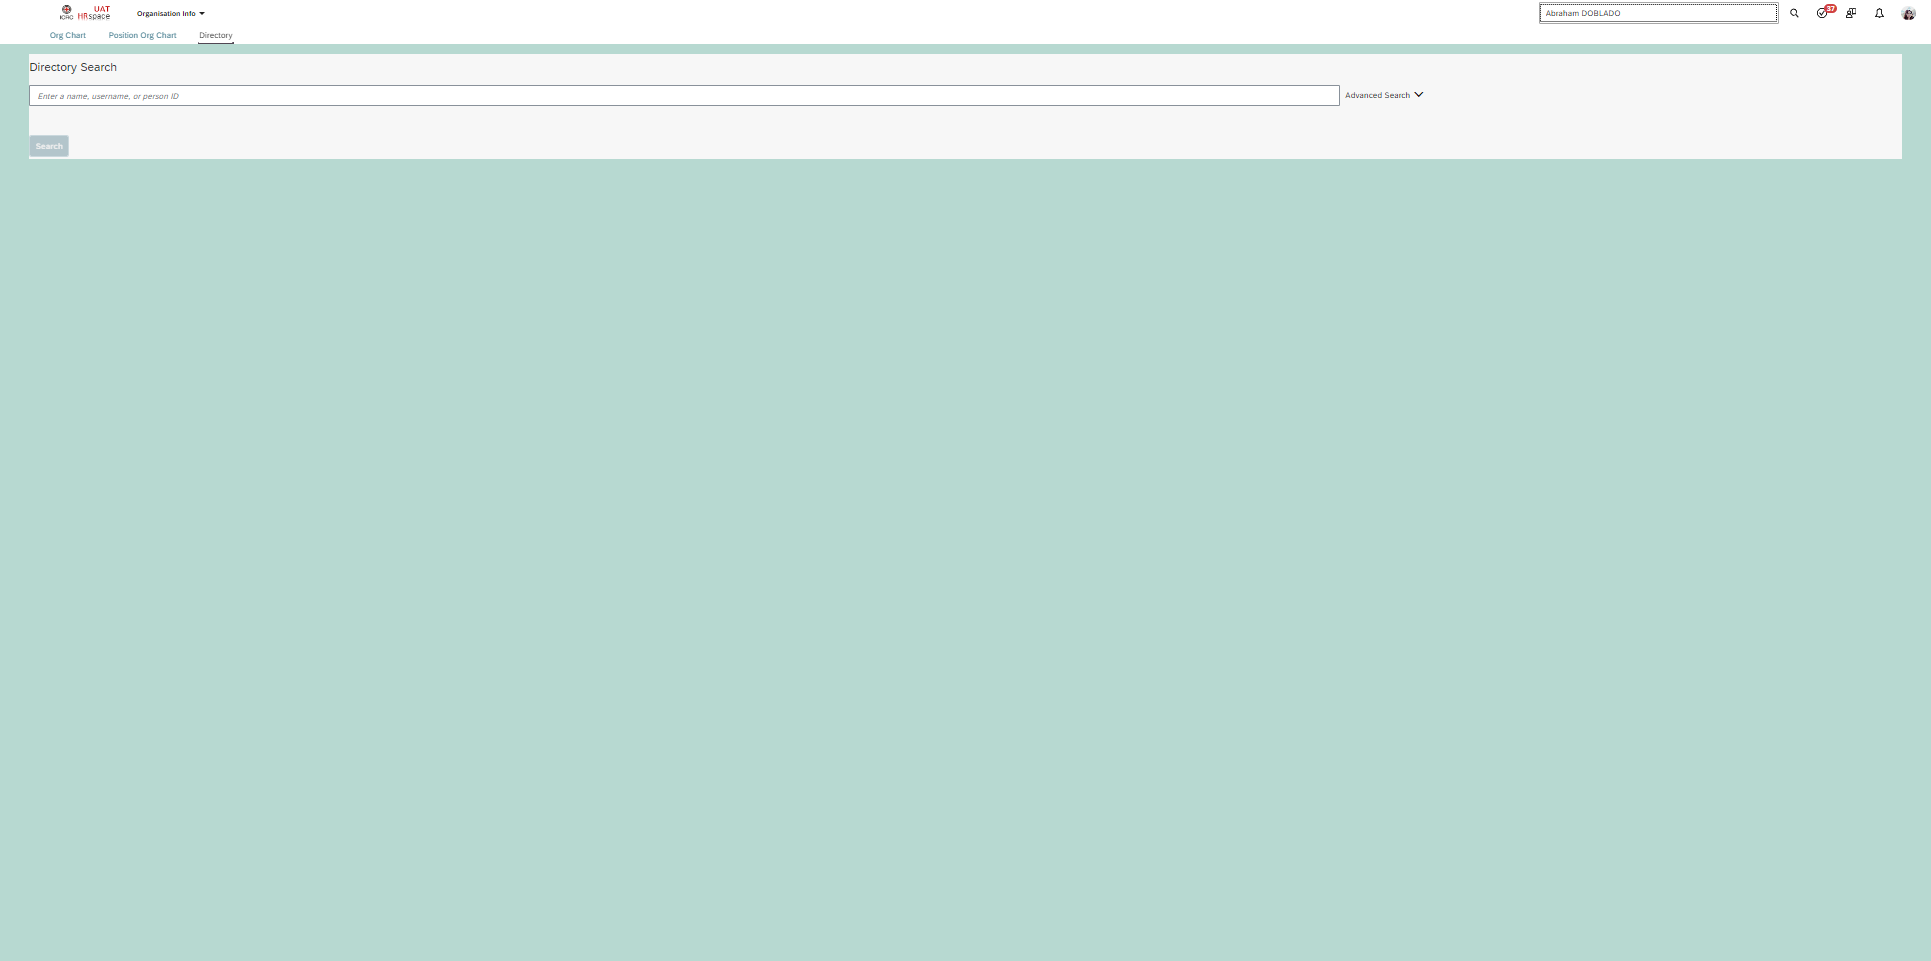 ICRC
UAT
HRspace
Organisation Info
Abraham DOBLADO
37
Org Chart
Position Org Chart
Directory
Directory Search
Enter a name, username, or person ID
Advanced Search
Search